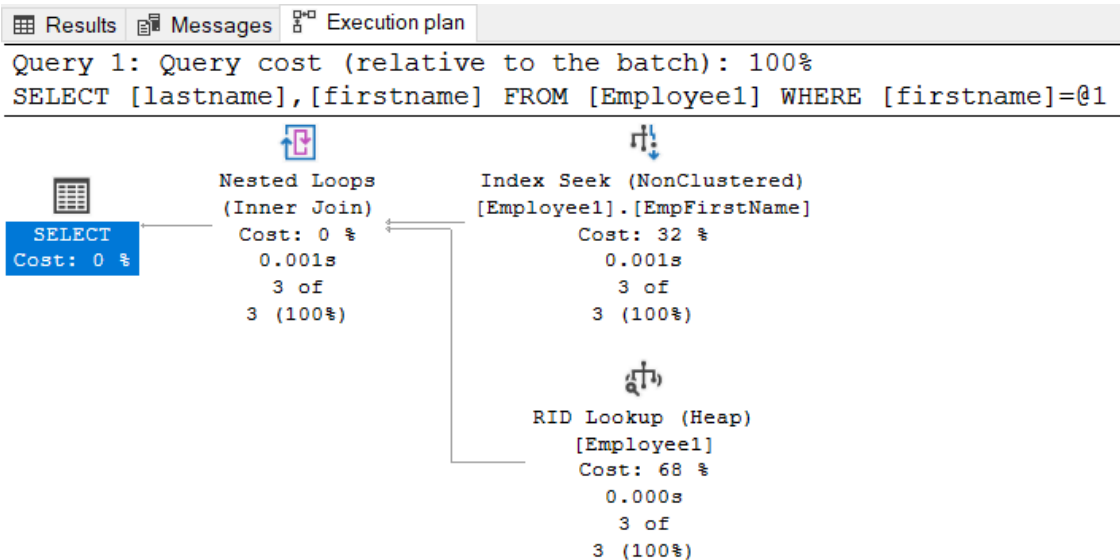 Results Messages Execution plan
Query 1: Query cost (relative to the batch): 100%
SELECT [lastname],[firstname] FROM [Employee1] WHERE [firstname]=@1
SELECT
Cost: 0 %
Nested Loops
(Inner Join)
Cost: 0 %
0.001s
3 of
3 (100%)
Index Seek (NonClustered)
[Employee1].[EmpFirstName]
Cost: 32 %
0.001s
3 of
3 (100%)
RID Lookup (Heap)
[Employee1]
Cost: 68 %
0.000s
3 of
3 (100%)